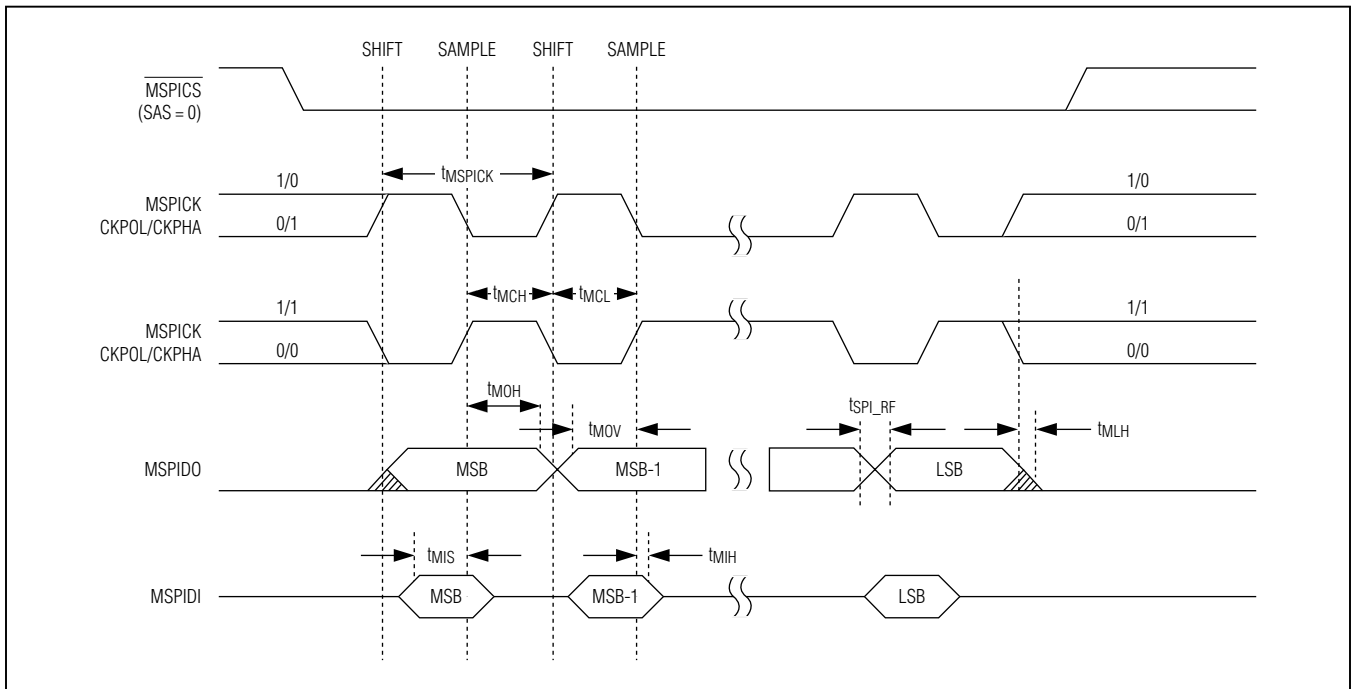 SHIFT SAMPLE SHIFT SAMPLE
MSPICS
(SAS = 0)
tMSPICK
1/0 1/0
MSPICK
CKPOL/CKPHA
0/1 0/1
tMCH tMCL
1/1 1/1
MSPICK
CKPOL/CKPHA
0/0 0/0
tMOH
tSPI_RF
tMOV tMLH
MSPIDO MSB MSB-1 LSB
tMIS tMIH
MSPIDI MSB MSB-1 LSB